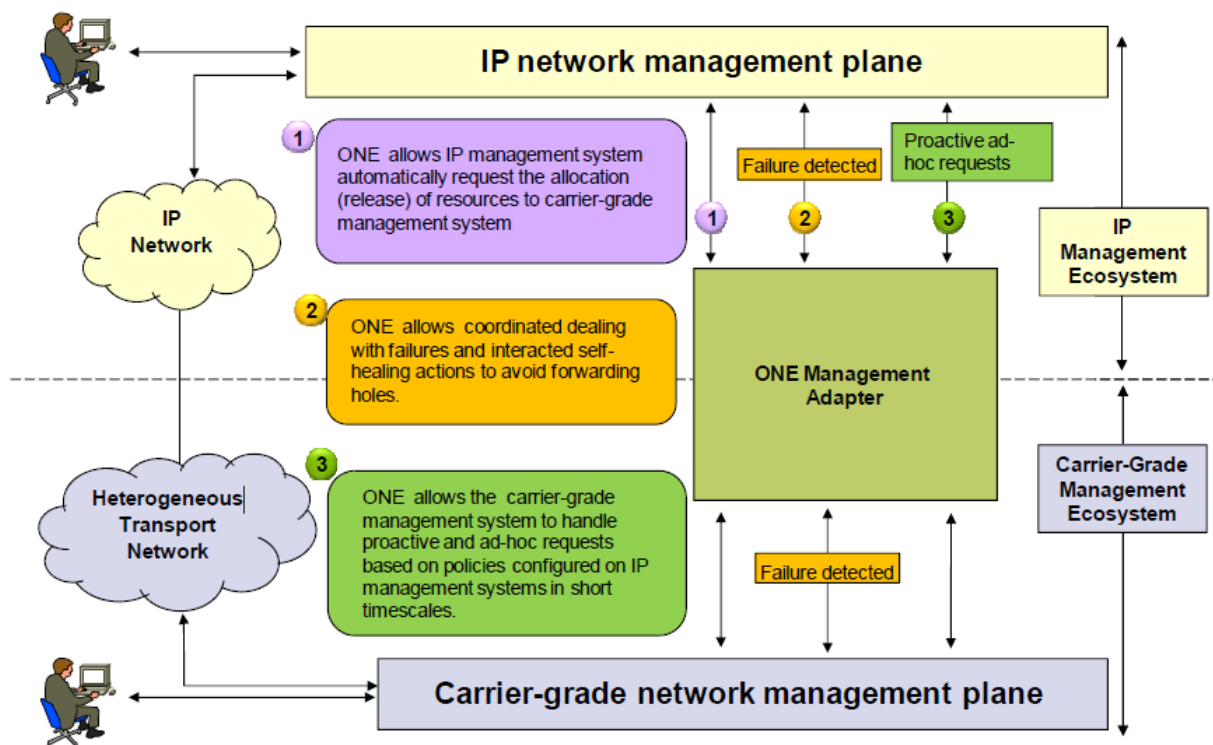 IP network management plane
1
ONE allows IP management system
automatically request the allocation
(release) of resources to carrier-grade
management system
Failure detected
Proactive ad-
hoc requests
1
2
3
IP
Network
IP
Management
Ecosystem
2
ONE allows coordinated dealing
with failures and interacted self-
healing actions to avoid forwarding
holes.
ONE Management
Adapter
3
ONE allows the carrier-grade
management system to handle
proactive and ad-hoc requests
based on policies configured on IP
management systems in short
timescales.
Heterogeneous
Transport
Network
Carrier-Grade
Management
Ecosystem
Failure detected
Carrier-grade network management plane